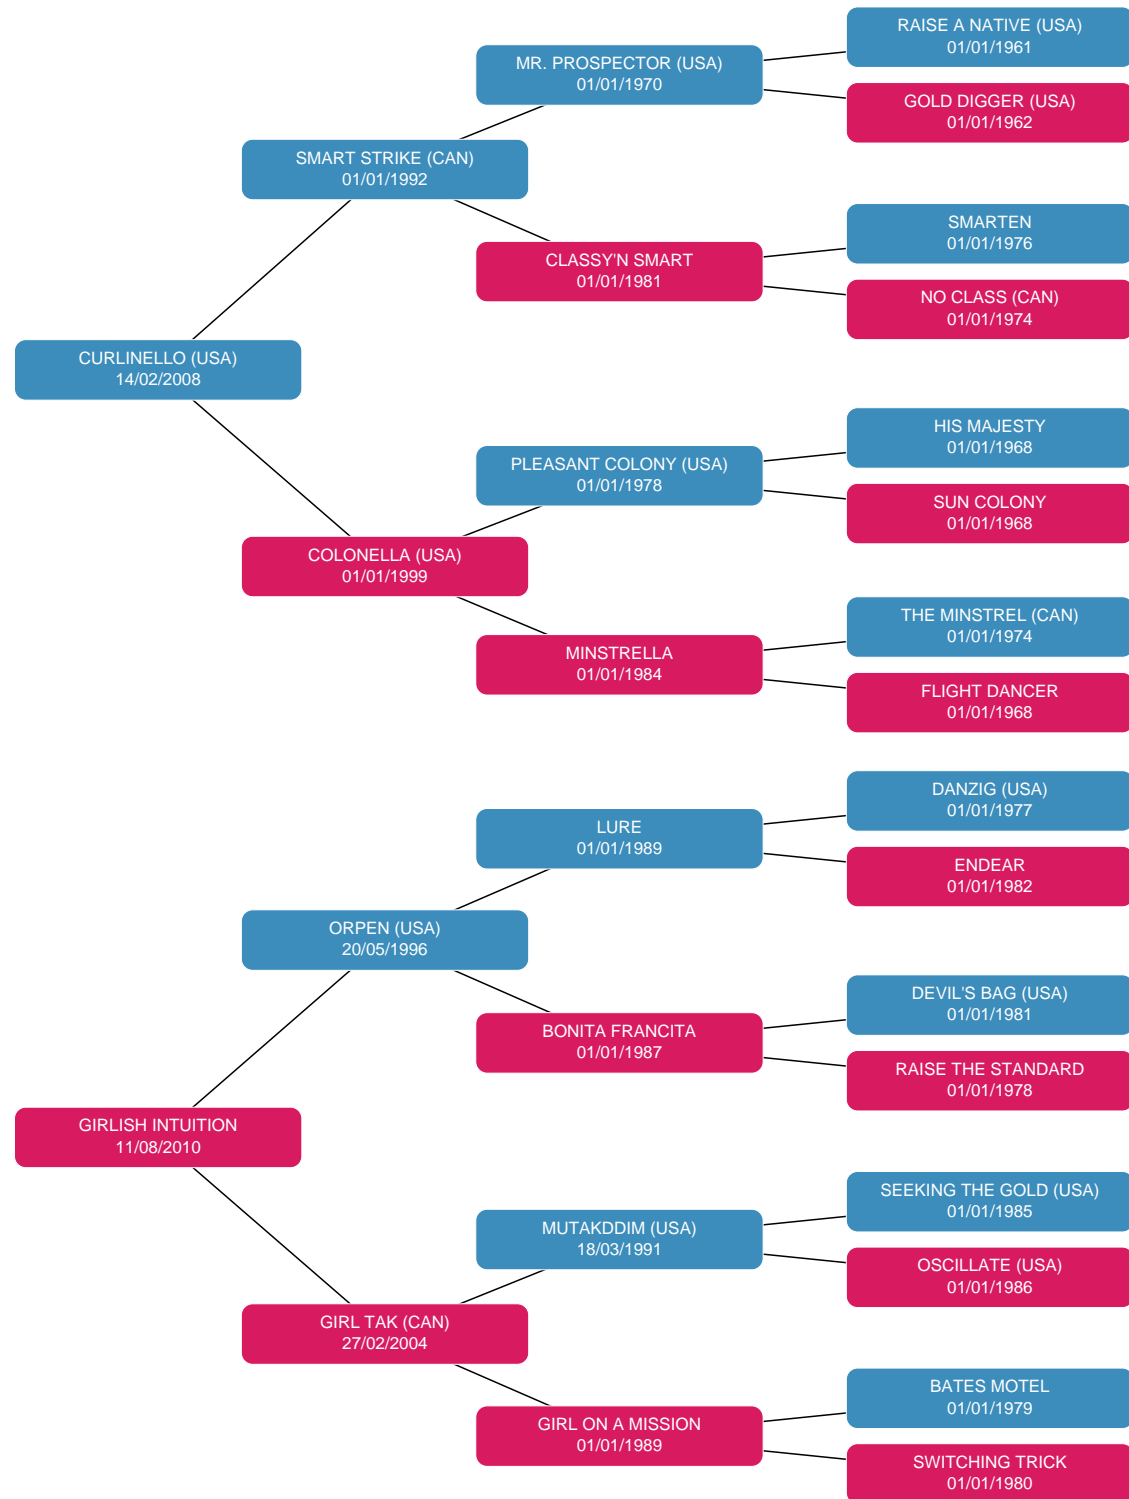 RAISE A NATIVE (USA)
01/01/1961
MR. PROSPECTOR (USA)
01/01/1970
GOLD DIGGER (USA)
01/01/1962
SMART STRIKE (CAN)
01/01/1992
SMARTEN
01/01/1976
CLASSY'N SMART
01/01/1981
NO CLASS (CAN)
01/01/1974
CURLINELLO (USA)
14/02/2008
HIS MAJESTY
01/01/1968
PLEASANT COLONY (USA)
01/01/1978
SUN COLONY
01/01/1968
COLONELLA (USA)
01/01/1999
THE MINSTREL (CAN)
01/01/1974
MINSTRELLA
01/01/1984
FLIGHT DANCER
01/01/1968
DANZIG (USA)
01/01/1977
LURE
01/01/1989
ENDEAR
01/01/1982
ORPEN (USA)
20/05/1996
DEVIL'S BAG (USA)
01/01/1981
BONITA FRANCITA
01/01/1987
RAISE THE STANDARD
01/01/1978
GIRLISH INTUITION
11/08/2010
SEEKING THE GOLD (USA)
01/01/1985
MUTAKDDIM (USA)
18/03/1991
OSCILLATE (USA)
01/01/1986
GIRL TAK (CAN)
27/02/2004
BATES MOTEL
01/01/1979
GIRL ON A MISSION
01/01/1989
SWITCHING TRICK
01/01/1980